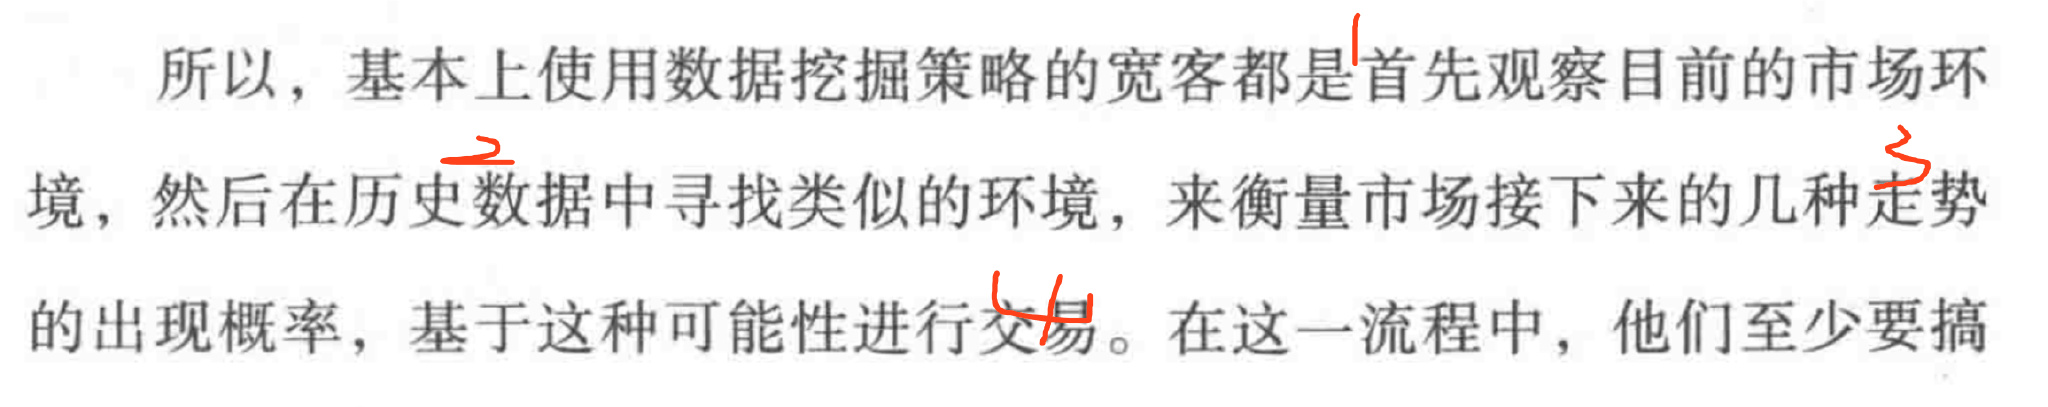 所以，基本上使用数据挖掘策略的宽客都是1首先观察目前的市场环
境，然后在历史2数据中寻找类似的环境，来衡量市场接下来的几种3走势
的出现概率，基于这种可能性进行4交易。在这一流程中，他们至少要搞